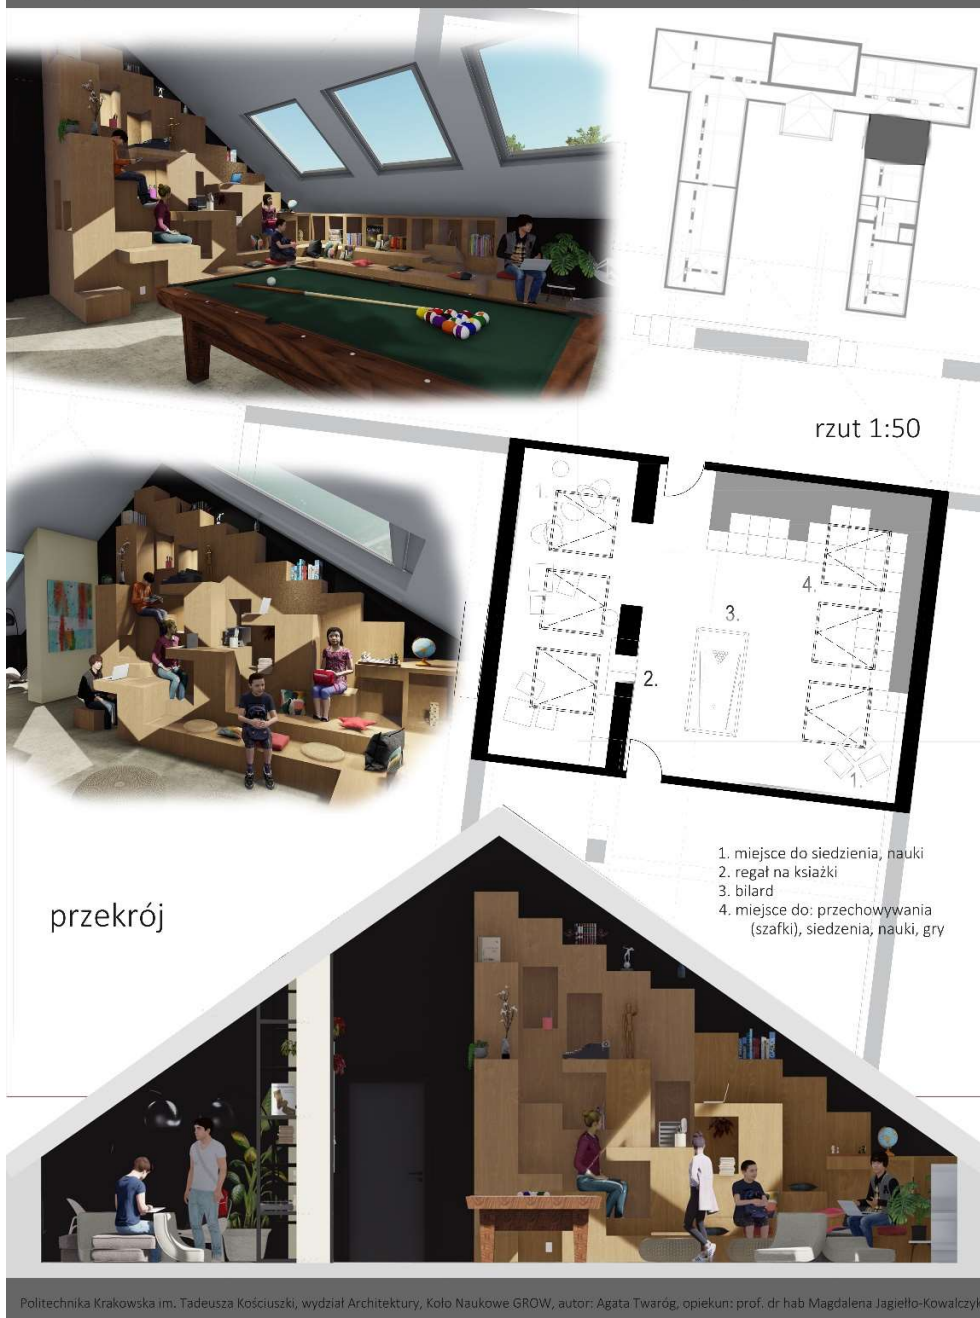 rzut 1:50
1.
2.
3.
4.
1.
1. miejsce do siedzienia, nauki
2. regał na ksiażki
3. bilard
4. miejsce do: przechowywania
(szafki), siedzenia, nauki, gry
przekrój
Politechnika Krakowska im. Tadeusza Kościuszki, wydział Architektury, Koło Naukowe GROW, autor: Agata Twaróg, opiekun: prof. dr hab Magdalena Jagiełło-Kowalczyk